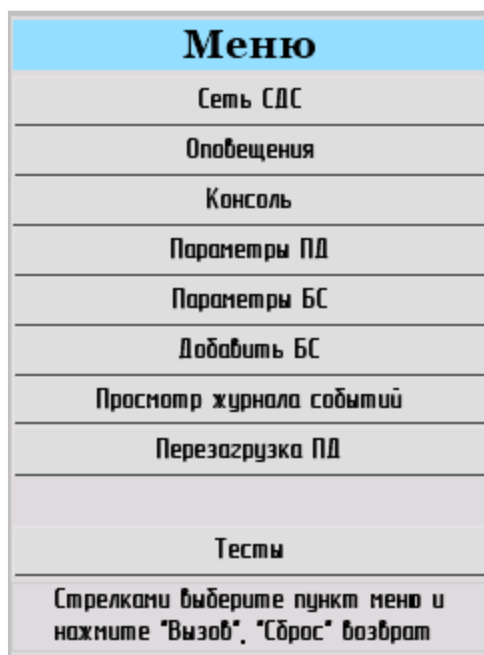 Меню
Сеть СДС
Оповещения
Консоль
Параметры ПД
Параметры БС
Добавить БС
Просмотр журнала событий
Перезагрузка ПД
Тесты
Стрелками выберите пункт меню и
нажмите "Вызов", "Сброс" возврат